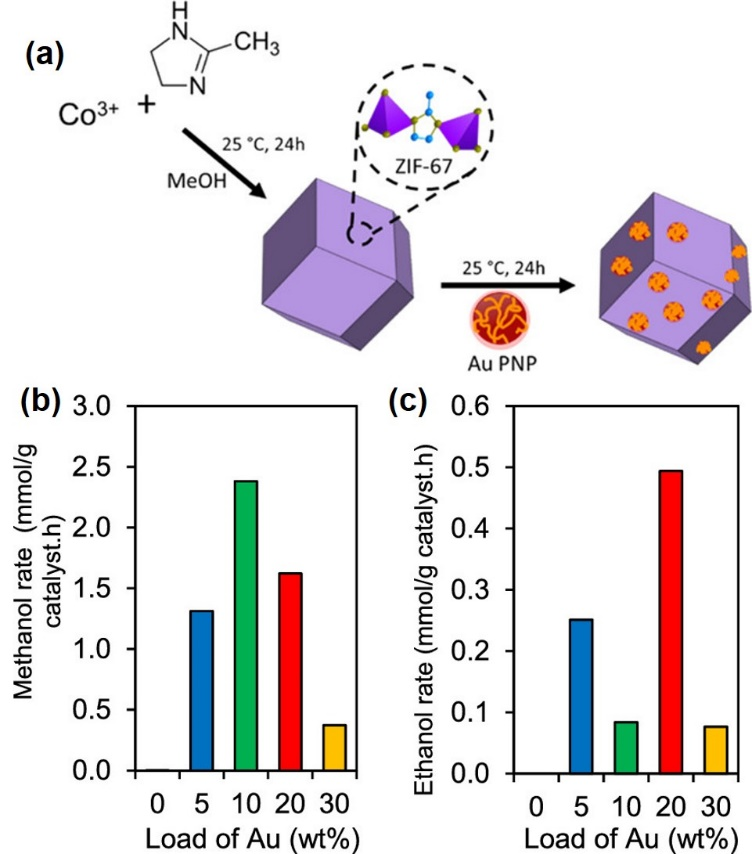 (a)
H
N
CH₃
N
Co³⁺ +
25 °C, 24h
MeOH
ZIF-67
25 °C, 24h
Au PNP
(b)
3.0
2.5
2.0
1.5
1.0
0.5
0.0
Methanol rate (mmol/g
catalyst.h)
0 5 10 20 30
Load of Au (wt%)
(c)
0.6
0.5
0.4
0.3
0.2
0.1
0.0
Ethanol rate (mmol/g catalyst.h)
0 5 10 20 30
Load of Au (wt%)